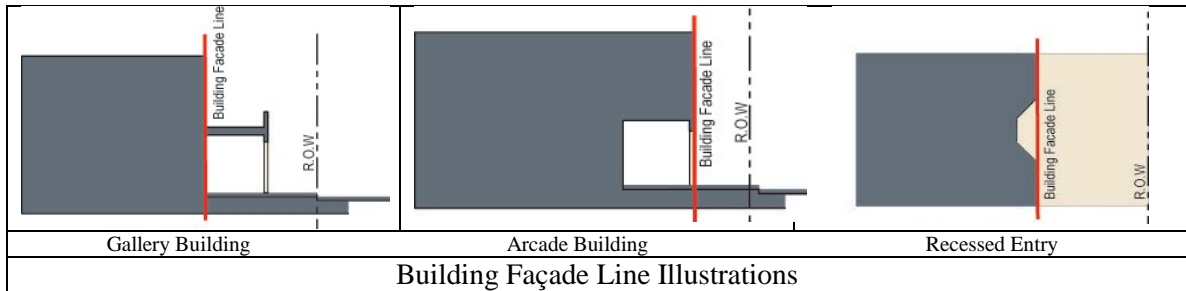 Building Facade Line
R.O.W
Building Facade Line
R.O.W
Building Facade Line
R.O.W
Gallery Building
Arcade Building
Recessed Entry
Building Façade Line Illustrations